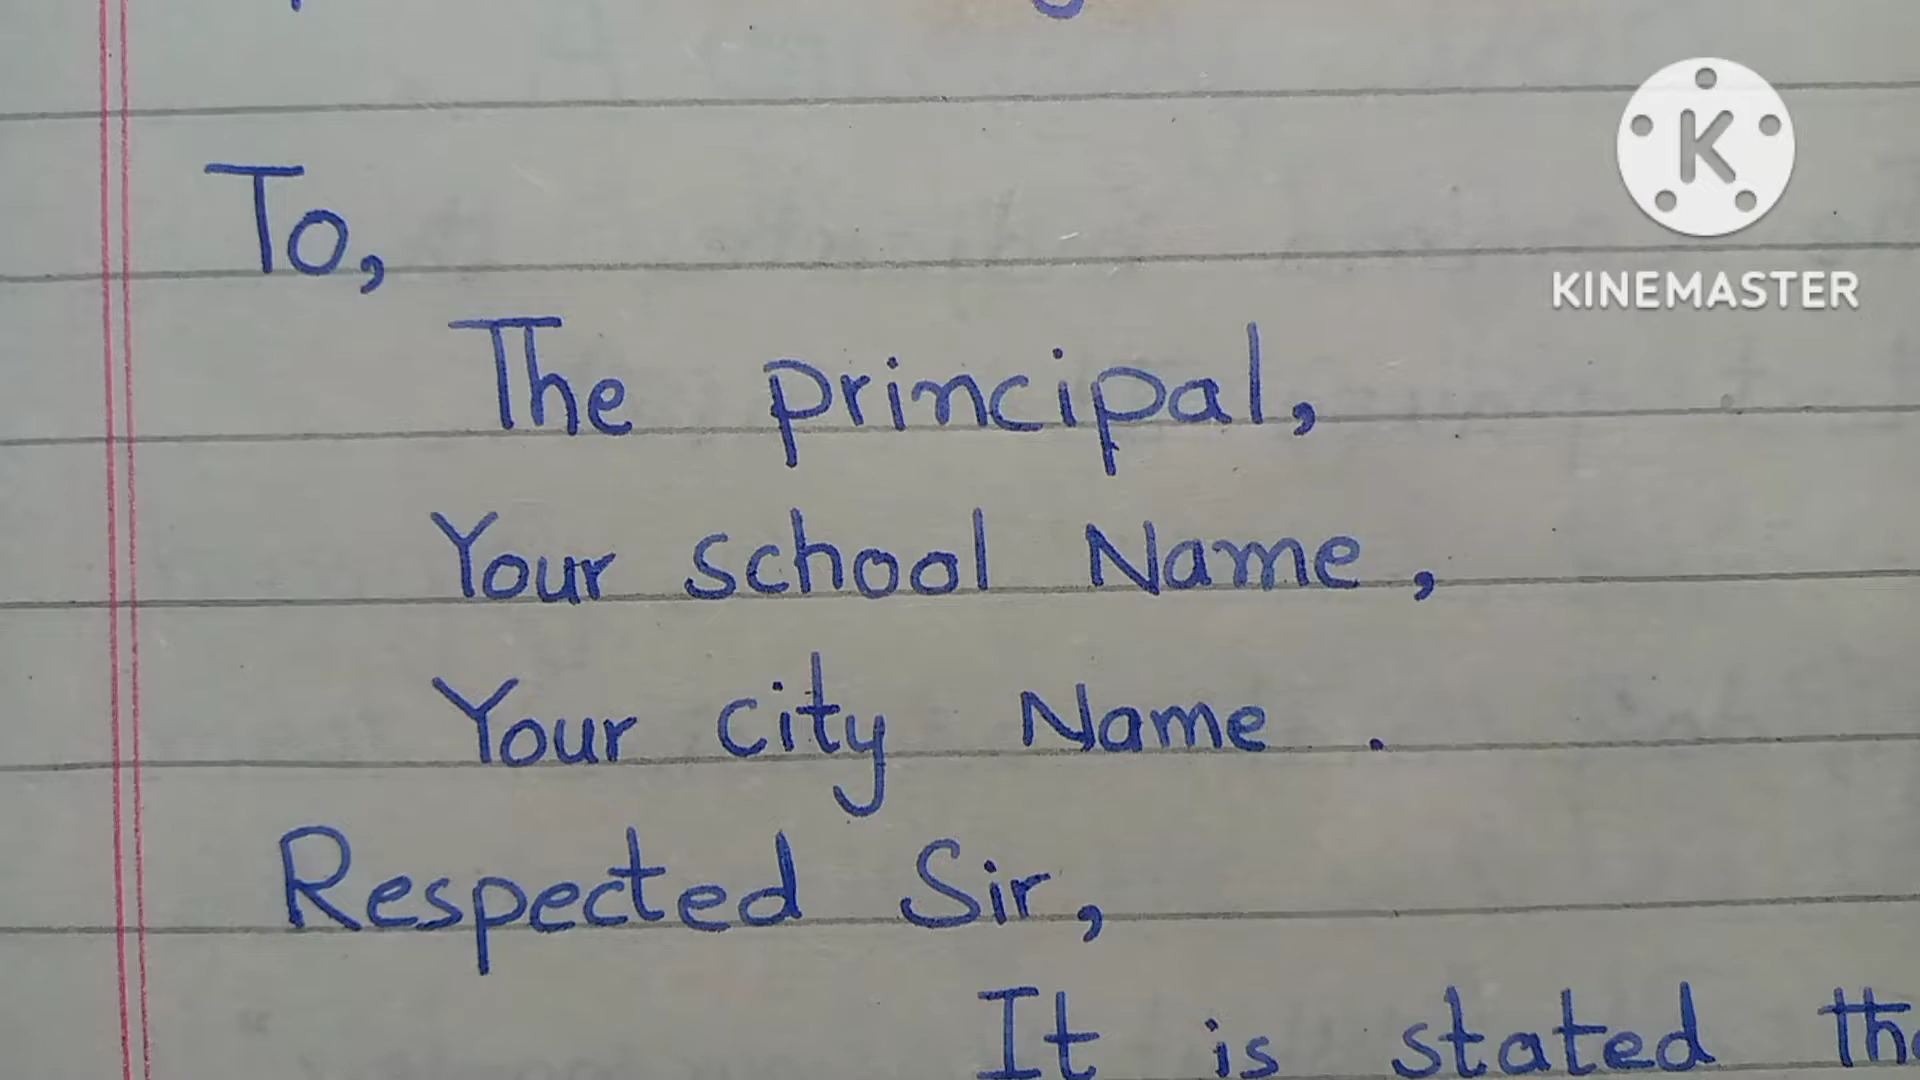 To,
The principal,
Your school Name,
Your city Name.
Respected Sir,
It is stated
KINEMASTER